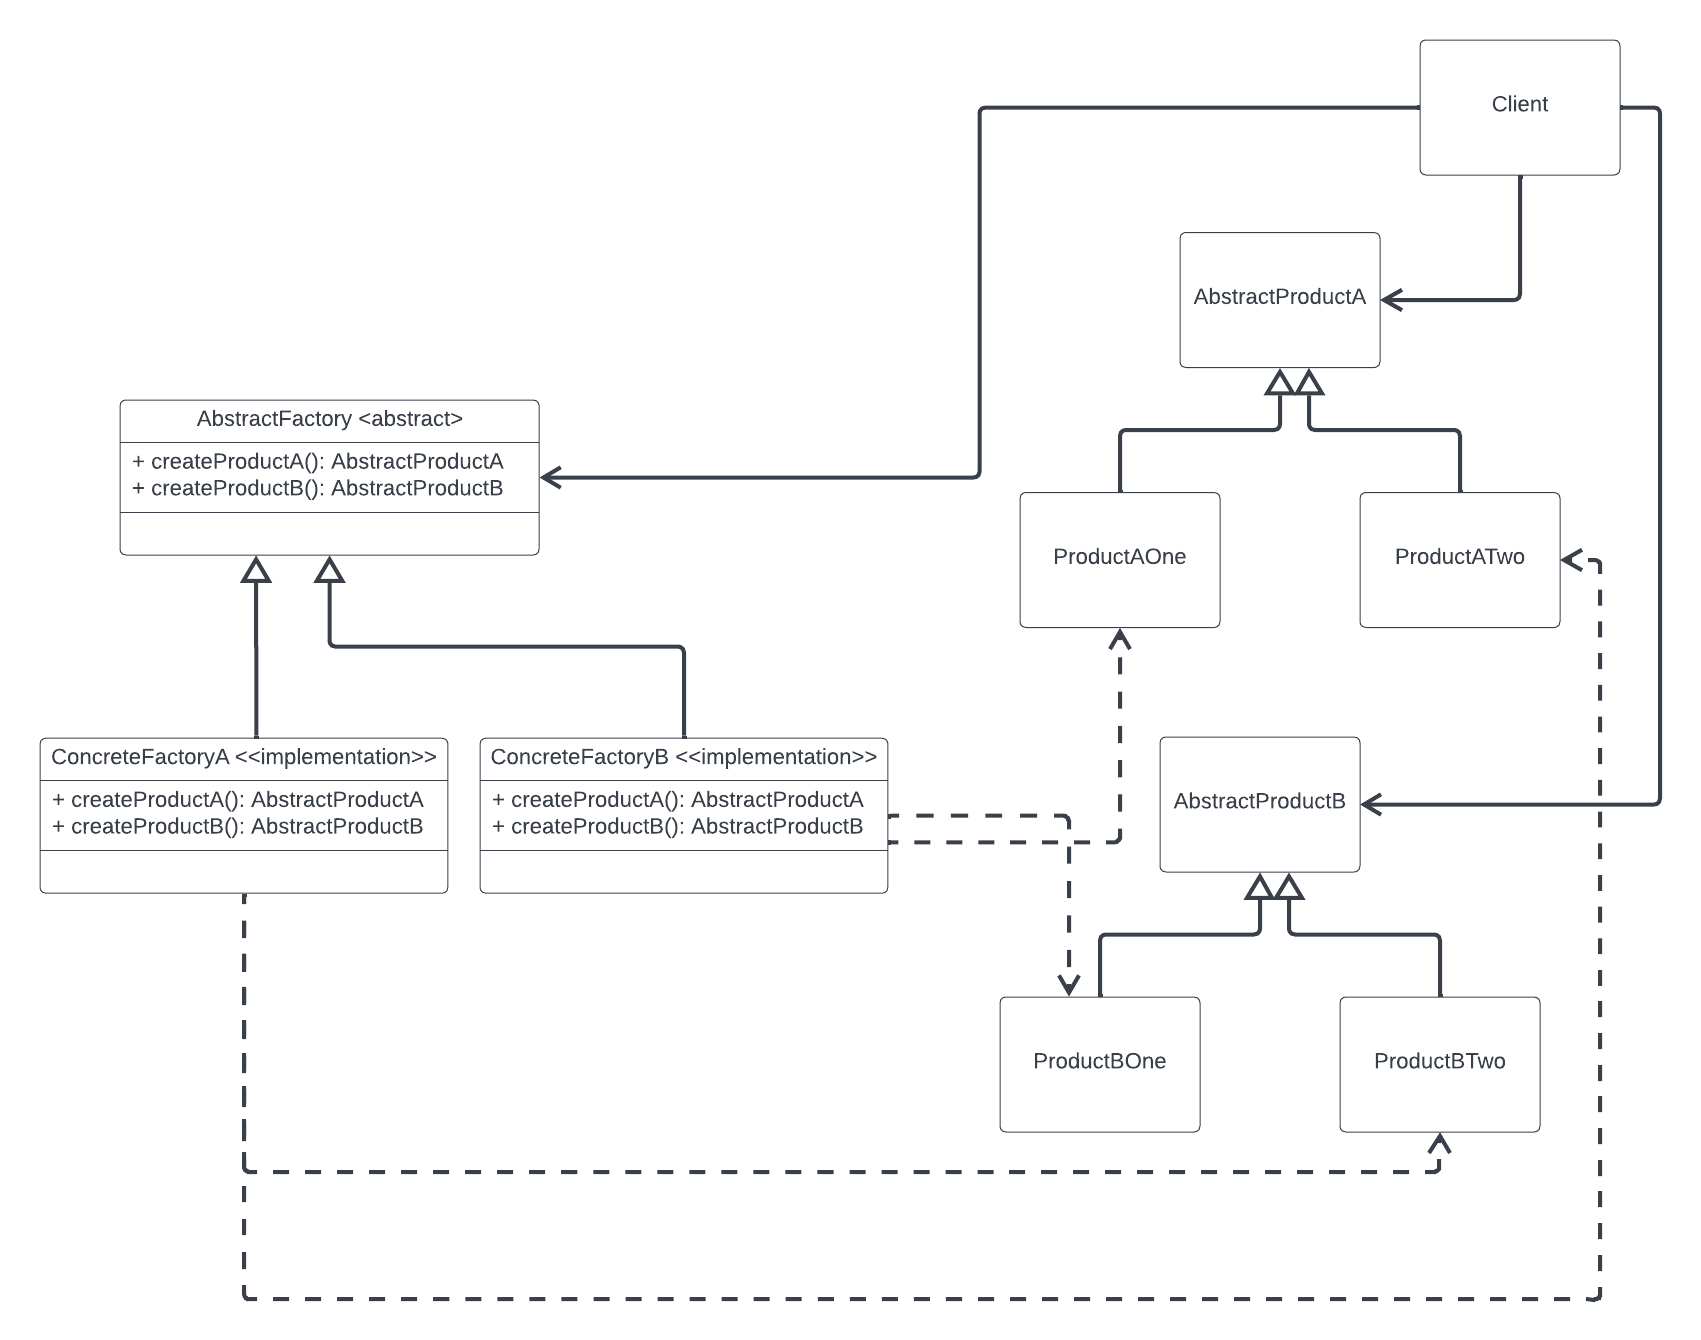 Client
AbstractProductA
AbstractFactory <abstract>
+ createProductA(): AbstractProductA
+ createProductB(): AbstractProductB
ProductAOne
ProductATwo
ConcreteFactoryA <<implementation>>
+ createProductA(): AbstractProductA
+ createProductB(): AbstractProductB
ConcreteFactoryB <<implementation>>
+ createProductA(): AbstractProductA
+ createProductB(): AbstractProductB
AbstractProductB
ProductBOne
ProductBTwo